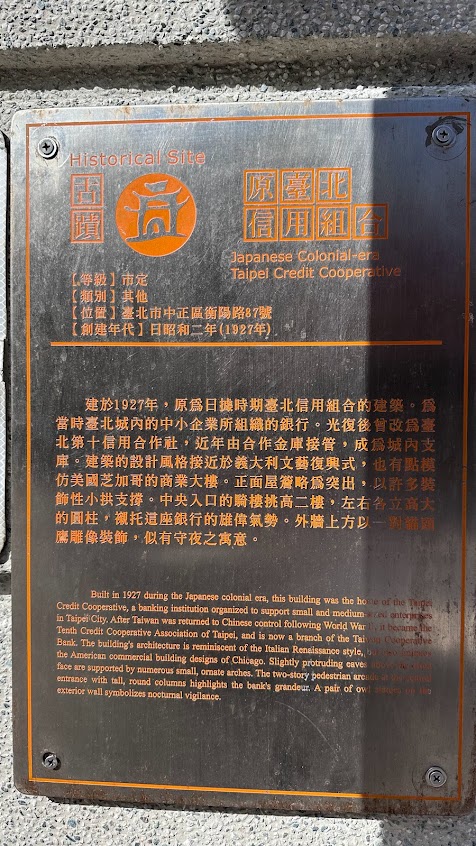 Historical Site
古蹟
原臺北
信用組合
Japanese Colonial-era
Taipei Credit Cooperative
【等級】市定
【類別】其他
【位置】臺北市中正區衡陽路87號
【創建年代】日昭和二年(1927年)
建於1927年，原爲日據時期臺北信用組合的建築。爲
當時臺北城內的中小企業所組織的銀行。光復後曾改爲臺
北第十信用合作社，近年由合作金庫接管，成爲城內支
庫。建築的設計風格接近於義大利文藝復興式，也有點模
仿美國芝加哥的商業大樓。正面屋簷略爲突出，以許多裝
飾性小拱支撐。中央入口的騎樓挑高二樓，左右各立高大
的圓柱，襯托這座銀行的雄偉氣勢。外牆上方以一對貓頭
鷹雕像裝飾，似有守夜之寓意。
Built in 1927 during the Japanese colonial era, this building was the home of the Taipei
Credit Cooperative, a banking institution organized to support small and medium-sized enterprises
in Taipei City. After Taiwan was returned to Chinese control following World War it became the
Tenth Credit Cooperative Association of Taipei, and is now a branch of the Taiwan Cooperative
Bank. The building's architecture is reminiscent of the Italian Renaissance style,
the American commercial building designs of Chicago. Slightly protruding eaves
face are supported by numerous small, ornate arches. The two-story pedestrian arcade at the
entrance with tall, round columns highlights the bank's grandeur. A pair of owl on the
exterior wall symbolizes nocturnal vigilance.